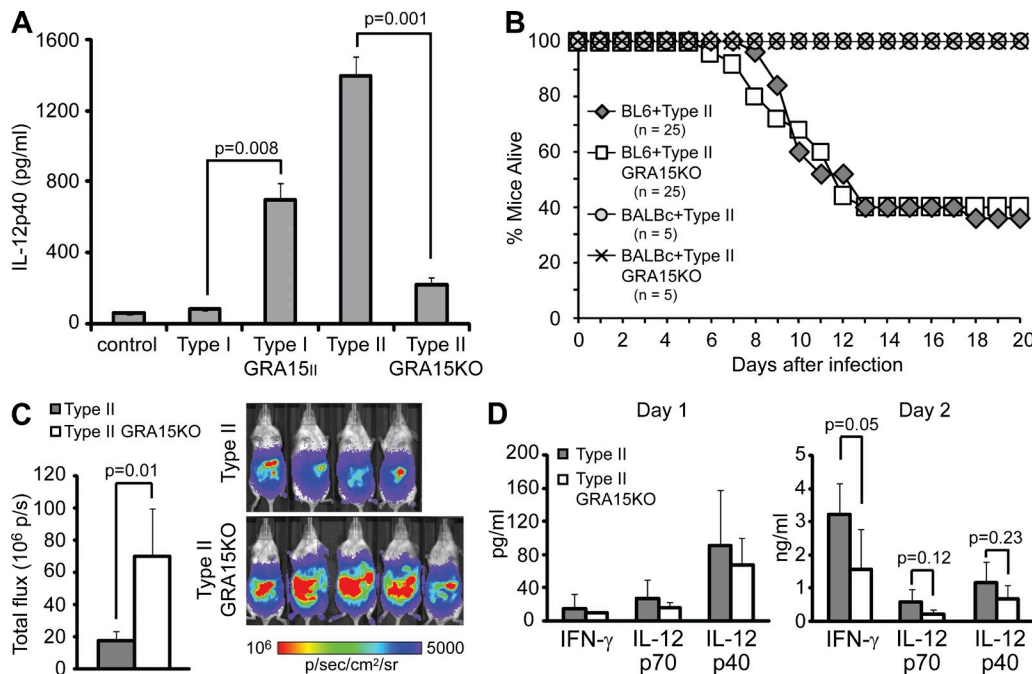 A
IL-12p40 (pg/ml)
1600
1200
800
400
0
p=0.008
p=0.001
control
Type I
Type I
GRA15II
Type II
Type II
GRA15KO
B
% Mice Alive
100
80
60
40
20
0
BL6+Type II
(n = 25)
BL6+Type II
GRA15KO
(n = 25)
BALBc+Type II
(n = 5)
BALBc+Type II
GRA15KO
(n = 5)
0 2 4 6 8 10 12 14 16 18 20
Days after infection
C
Type II
Type II GRA15KO
Total flux (10⁶ p/s)
120
100
80
60
40
20
0
p=0.01
Type II
Type II
GRA15KO
10⁶ 5000
p/sec/cm²/sr
D
Day 1
pg/ml
200
160
120
80
40
0
Type II
Type II
GRA15KO
IFN-γ
IL-12
p70
IL-12
p40
Day 2
ng/ml
5
4
3
2
1
0
p=0.05
p=0.12
p=0.23
Type II
Type II
GRA15KO
IFN-γ
IL-12
p70
IL-12
p40